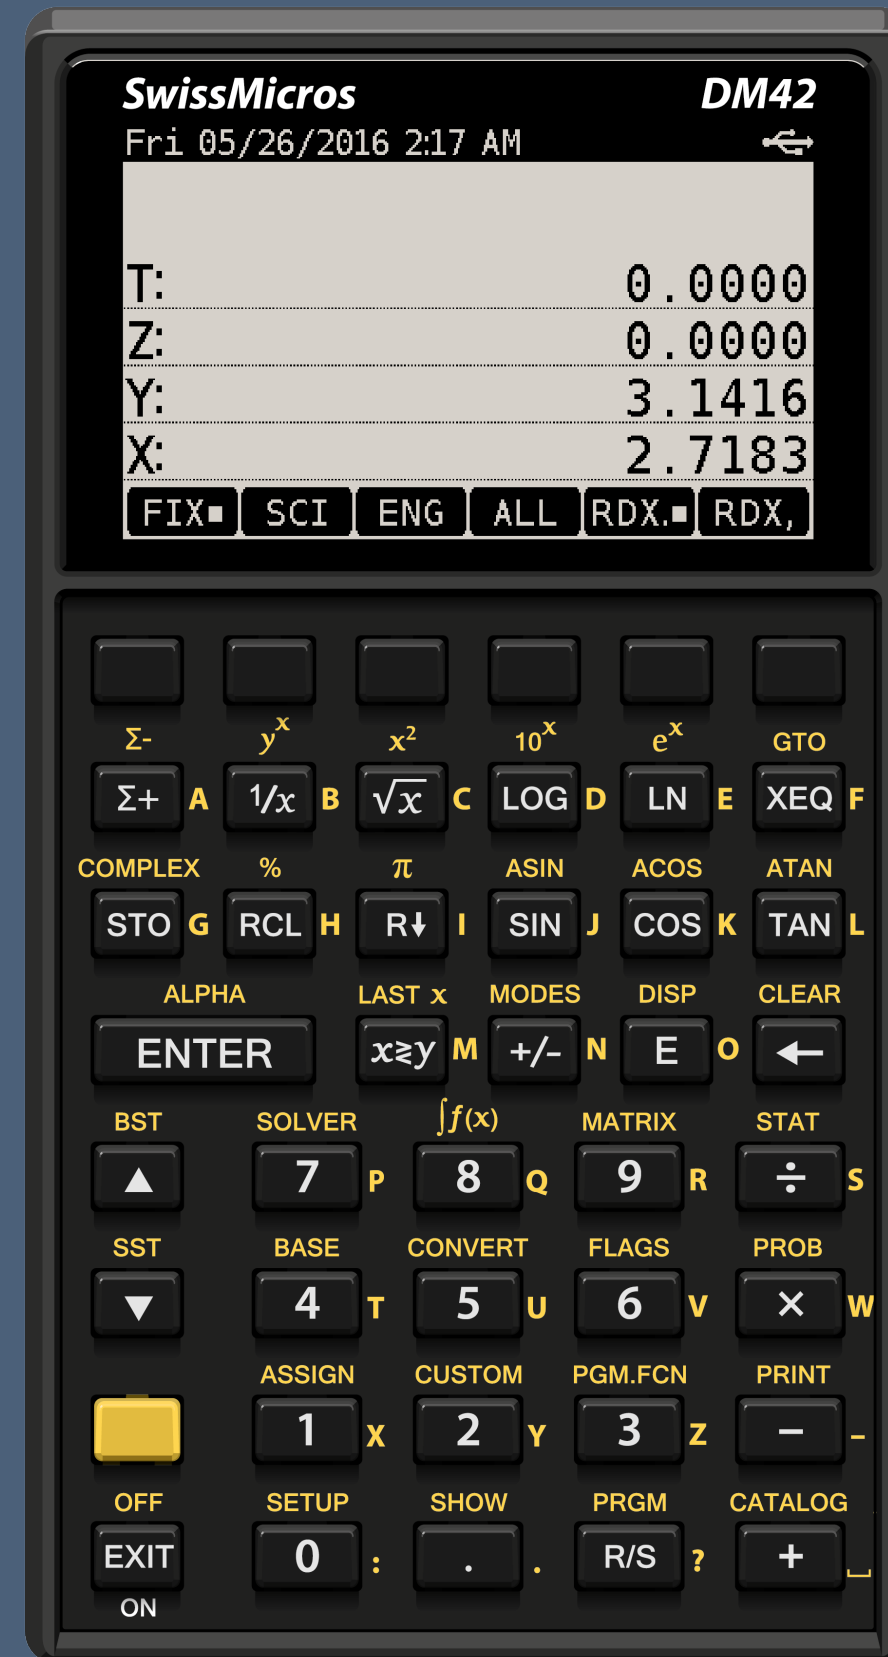 SwissMicros DM42
Fri 05/26/2016 2:17 AM
T: 0.0000
Z: 0.0000
Y: 3.1416
X: 2.7183
FIX▪ SCI ENG ALL RDX.▪ RDX,
Σ- yˣ x² 10ˣ eˣ GTO
Σ+ A 1/x B √x C LOG D LN E XEQ F
COMPLEX % π ASIN ACOS ATAN
STO G RCL H R↓ I SIN J COS K TAN L
ALPHA LAST x MODES DISP CLEAR
ENTER x≷y M +/- N E O ←
BST SOLVER ∫f(x) MATRIX STAT
▲ 7 P 8 Q 9 R ÷ S
SST BASE CONVERT FLAGS PROB
▼ 4 T 5 U 6 V × W
ASSIGN CUSTOM PGM.FCN PRINT
1 X 2 Y 3 Z − –
OFF SETUP SHOW PRGM CATALOG
EXIT 0 : . . R/S ? + ⎵
ON